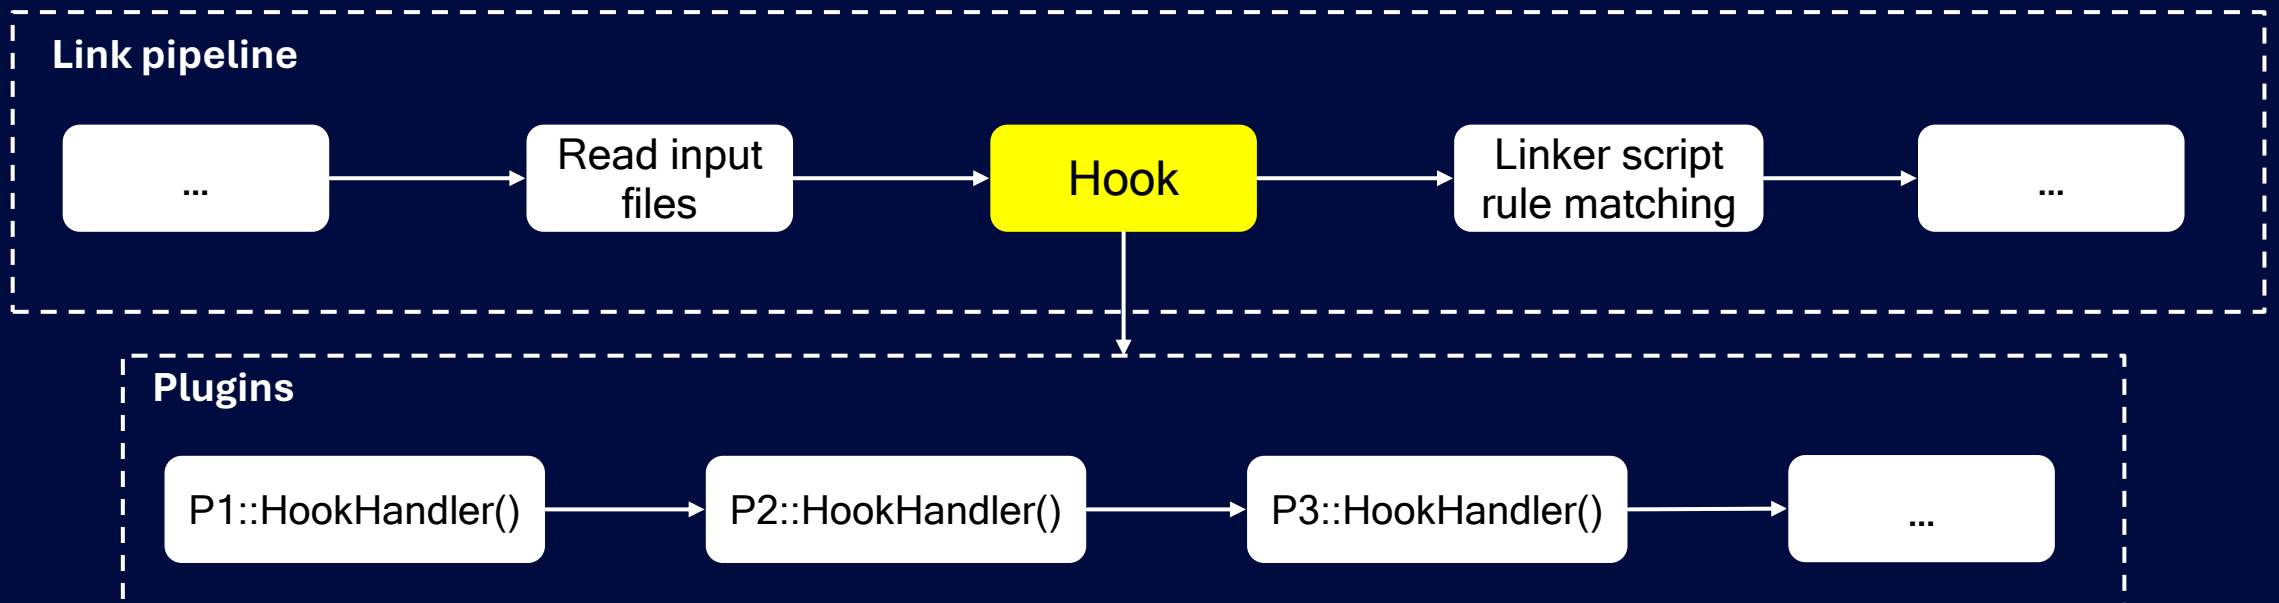 Link pipeline
...
Read input
files
Hook
Linker script
rule matching
...
Plugins
P1::HookHandler()
P2::HookHandler()
P3::HookHandler()
...